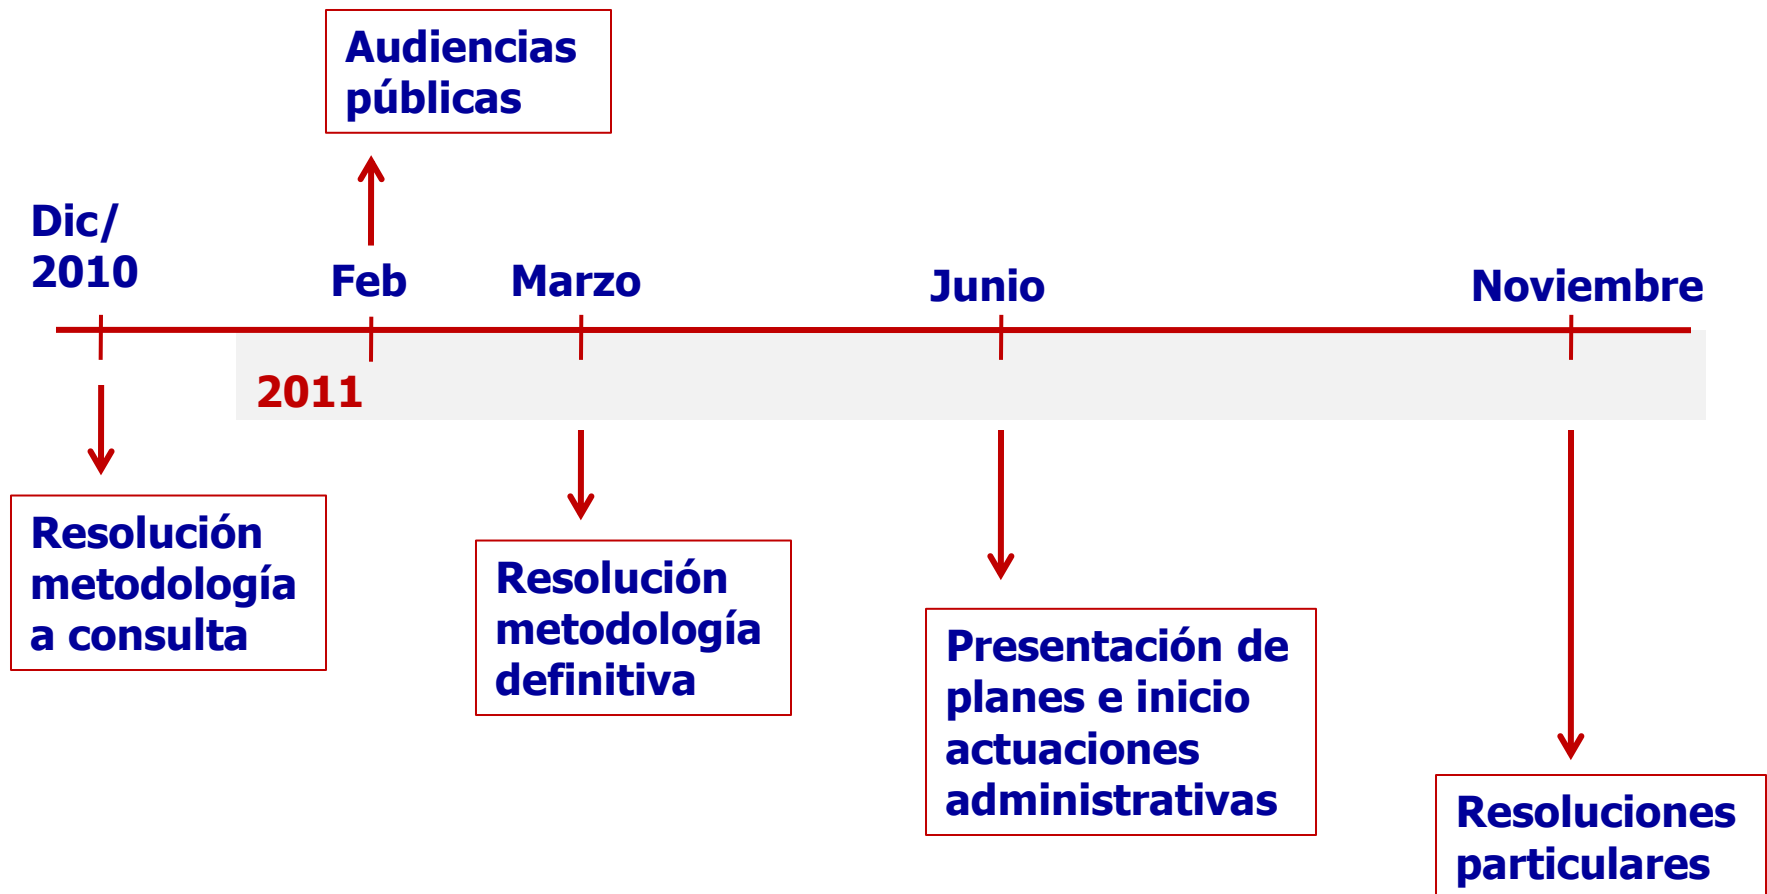 Audiencias
públicas
Dic/
2010
Feb
Marzo
Junio
Noviembre
2011
Resolución
metodología
a consulta
Resolución
metodología
definitiva
Presentación de
planes e inicio
actuaciones
administrativas
Resoluciones
particulares